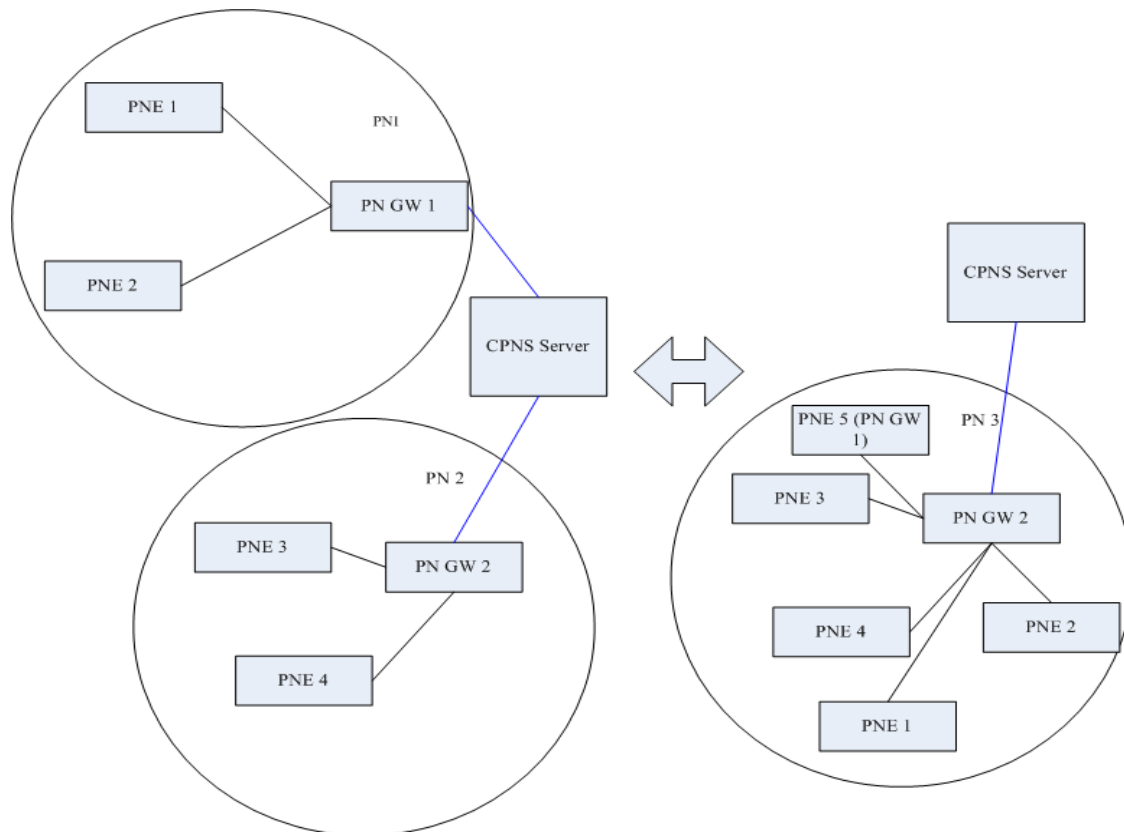 PNE 1
PN1
PN GW 1
PNE 2
CPNS Server
PN 2
PNE 3
PN GW 2
PNE 4
CPNS Server
PNE 5 (PN GW
1)
PN 3
PNE 3
PN GW 2
PNE 4
PNE 2
PNE 1